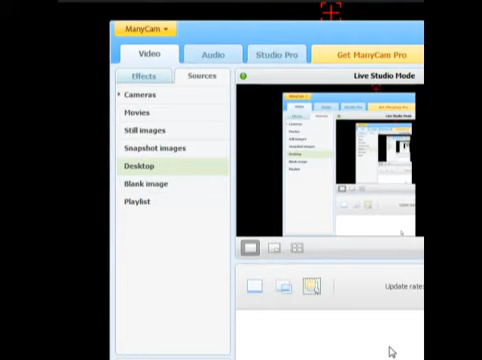 ManyCam
Video Audio Studio Pro Get ManyCam Pro
Effects Sources
Live Studio Mode
Cameras
Movies
Still images
Snapshot images
Desktop
Blank image
Playlist
Update rate: